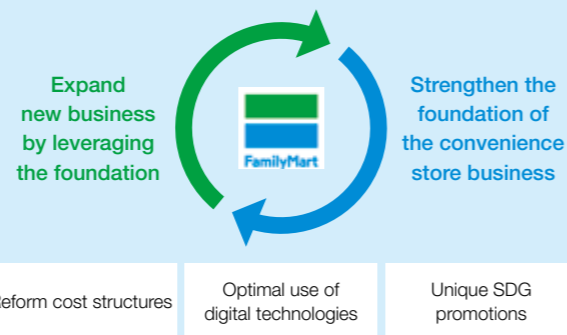 Expand
new business
by leveraging
the foundation
FamilyMart
Strengthen the
foundation of
the convenience
store business
eform cost structures
Optimal use of
digital technologies
Unique SDG
promotions